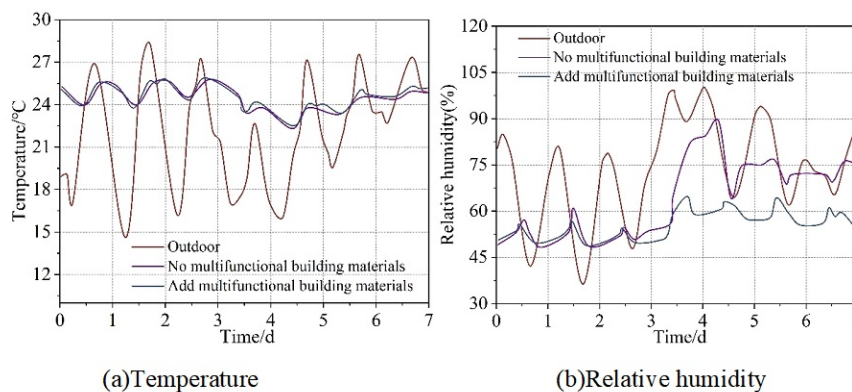 30
27
24
21
18
15
12
Temperature/°C
Outdoor
No multifunctional building materials
Add multifunctional building materials
0 1 2 3 4 5 6 7
Time/d
(a)Temperature
120
105
90
75
60
45
30
Relative humidity(%)
Outdoor
No multifunctional building materials
Add multifunctional building materials
0 1 2 3 4 5 6
Time/d
(b)Relative humidity